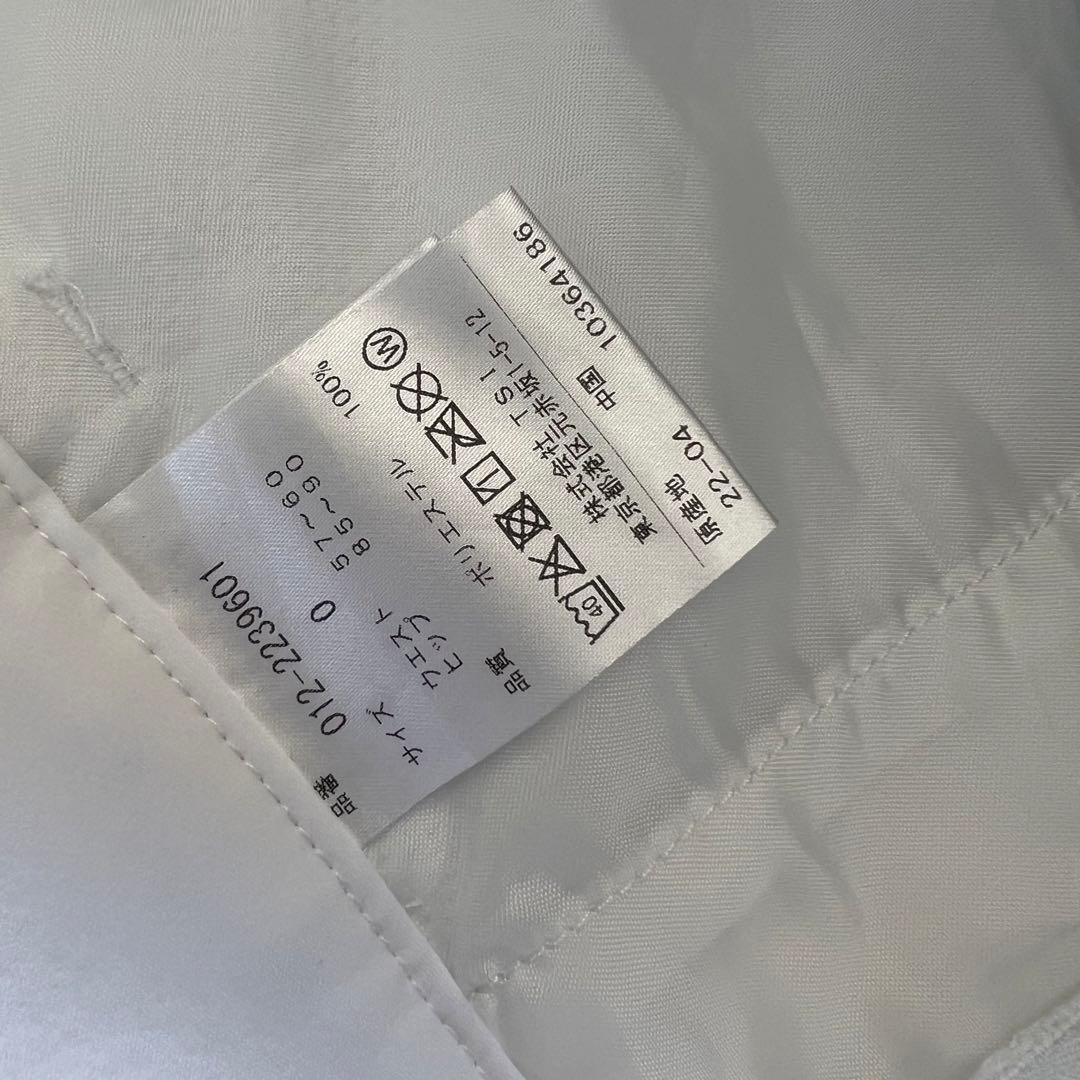 品番 012-2239601
サイズ 0
ウエスト 57~60
ヒップ 85~90
品質 ポリエステル 100%
40
W
株式会社 TSI
東京都港区元赤坂1-5-12
原産地 中国
22-04 10364186